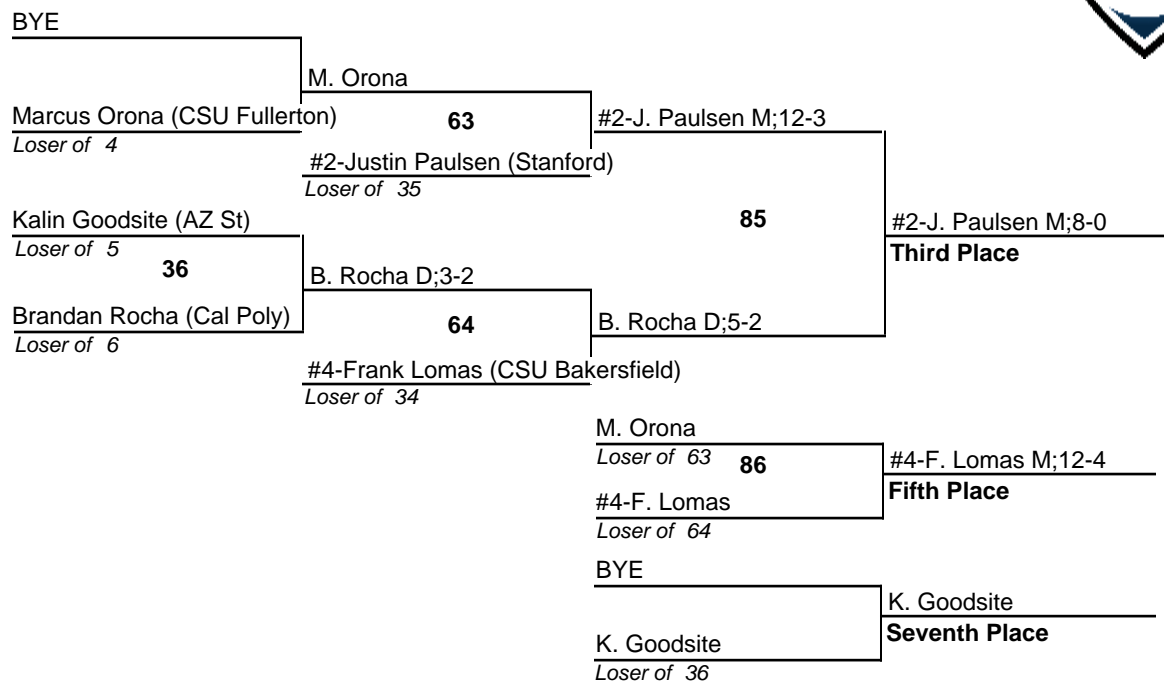 BYE
M. Orona
Marcus Orona (CSU Fullerton)
63
#2-J. Paulsen M;12-3
Loser of 4
#2-Justin Paulsen (Stanford)
Loser of 35
Kalin Goodsite (AZ St)
85
#2-J. Paulsen M;8-0
Loser of 5
Third Place
36
B. Rocha D;3-2
Brandan Rocha (Cal Poly)
64
B. Rocha D;5-2
Loser of 6
#4-Frank Lomas (CSU Bakersfield)
Loser of 34
M. Orona
Loser of 63
86
#4-F. Lomas M;12-4
Fifth Place
#4-F. Lomas
Loser of 64
BYE
K. Goodsite
Seventh Place
K. Goodsite
Loser of 36